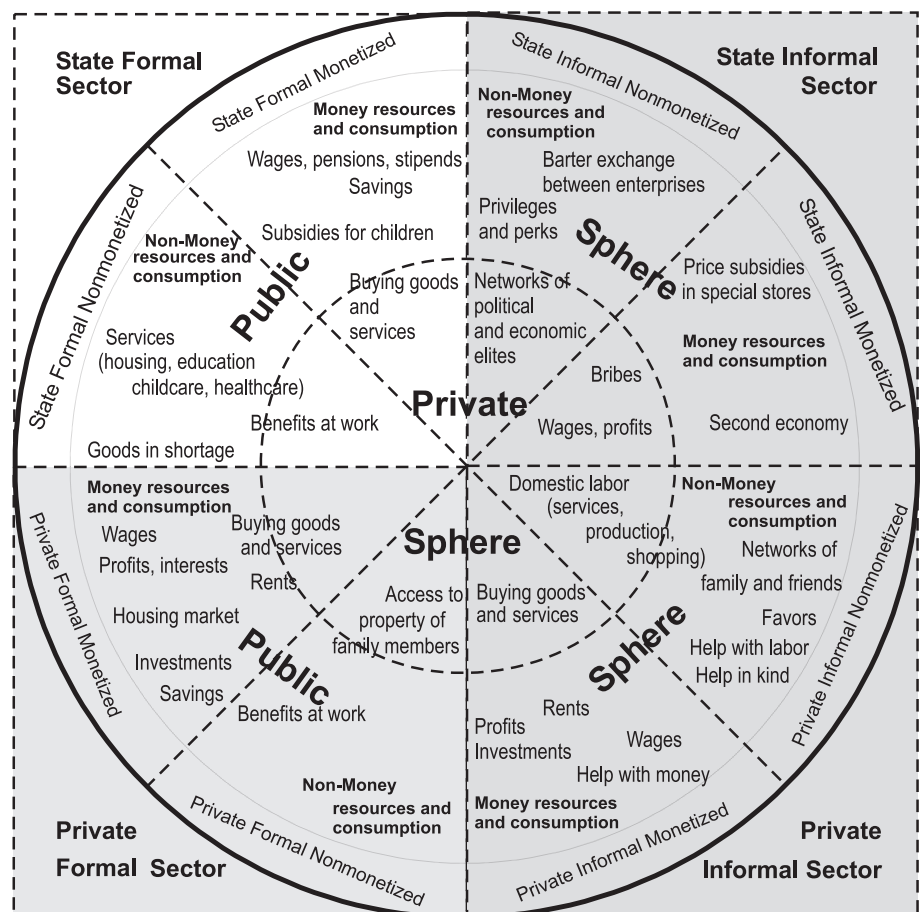 State Formal
Sector
State Formal Monetized
State Informal Nonmonetized
State Informal
Sector
Money resources
and consumption
Wages, pensions, stipends
Savings
Subsidies for children
Buying goods
and
services
Non-Money
resources and
consumption
Barter exchange
between enterprises
Privileges
and perks
Networks of
political
and economic
elites
Sphere
State Formal Nonmonetized
Non-Money
resources and
consumption
Public
Services
(housing, education
childcare, healthcare)
Benefits at work
Goods in shortage
State Informal Monetized
Price subsidies
in special stores
Money resources
and consumption
Bribes
Wages, profits
Second economy
Private
Sphere
Private Formal Monetized
Money resources
and consumption
Wages
Profits, interests
Buying goods
and services
Rents
Housing market
Investments
Savings
Public
Access to
property of
family members
Benefits at work
Non-Money
resources and
consumption
Private Formal Nonmonetized
Domestic labor
(services,
production,
shopping)
Non-Money
resources and
consumption
Networks of
family and friends
Favors
Help with labor
Help in kind
Private Informal Nonmonetized
Buying goods
and services
Sphere
Rents
Profits
Investments
Wages
Help with money
Money resources
and consumption
Private Informal Monetized
Private
Formal Sector
Private
Informal Sector